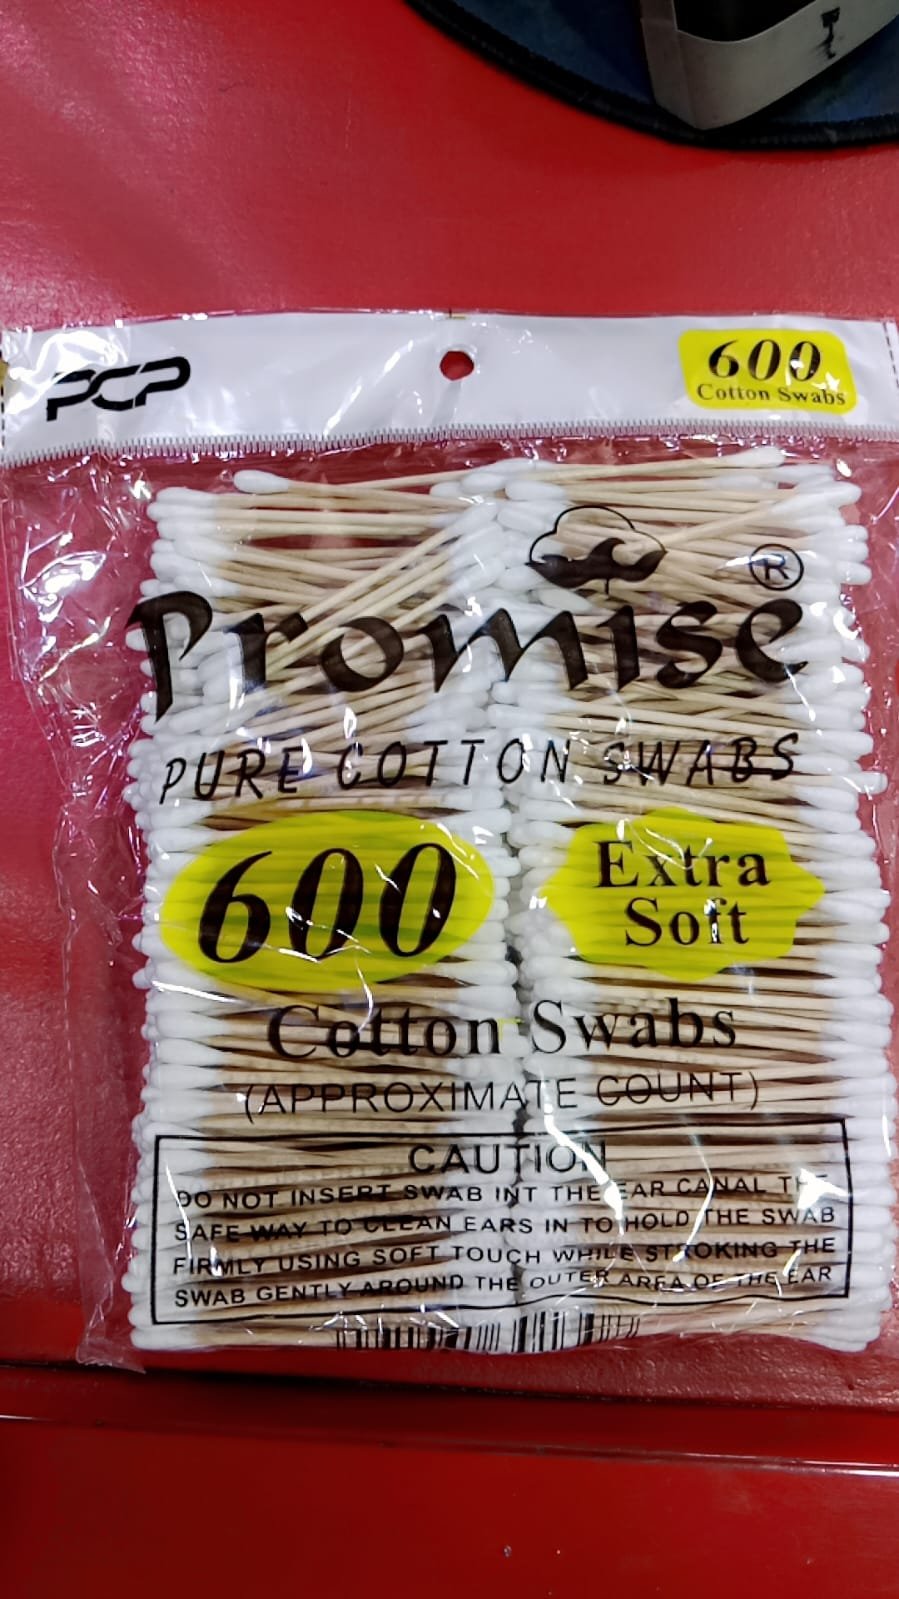 PCP
600
Cotton Swabs
Promise®
PURE COTTON SWABS
600
Extra
Soft
Cotton Swabs
(APPROXIMATE COUNT)
CAUTION
DO NOT INSERT SWAB INT THE EAR CANAL THE
SAFE WAY TO CLEAN EARS IN TO HOLD THE SWAB
FIRMLY USING SOFT TOUCH WHILE STROKING THE
SWAB GENTLY AROUND THE OUTER AREA OF THE EAR